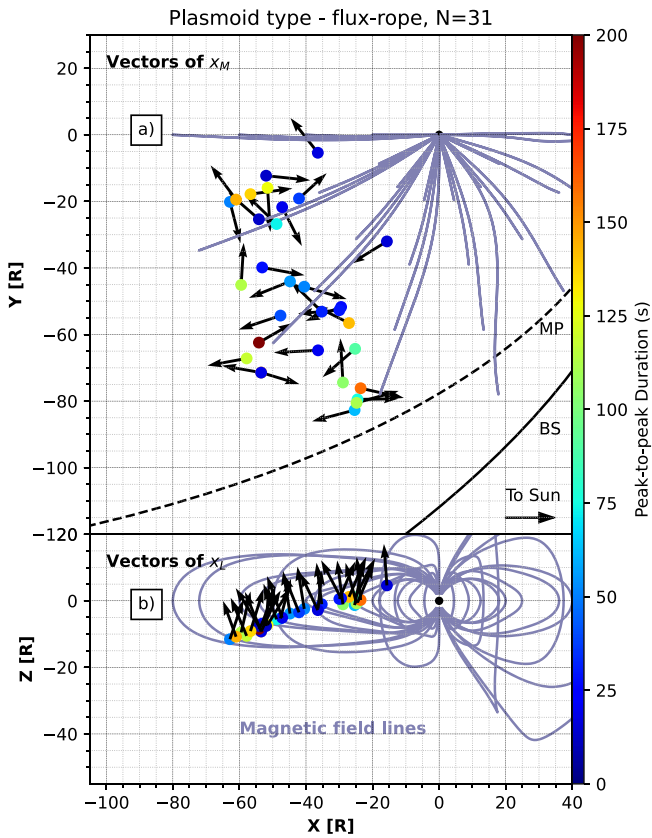 Plasmoid type - flux-rope, N=31
Vectors of x_M
a)
20
0
−20
−40
−60
−80
−100
−120
Y [R]
MP
BS
To Sun
Vectors of x_L
b)
0
−20
−40
Z [R]
Magnetic field lines
−100 −80 −60 −40 −20 0 20 40
X [R]
200
175
150
125
100
75
50
25
0
Peak-to-peak Duration (s)